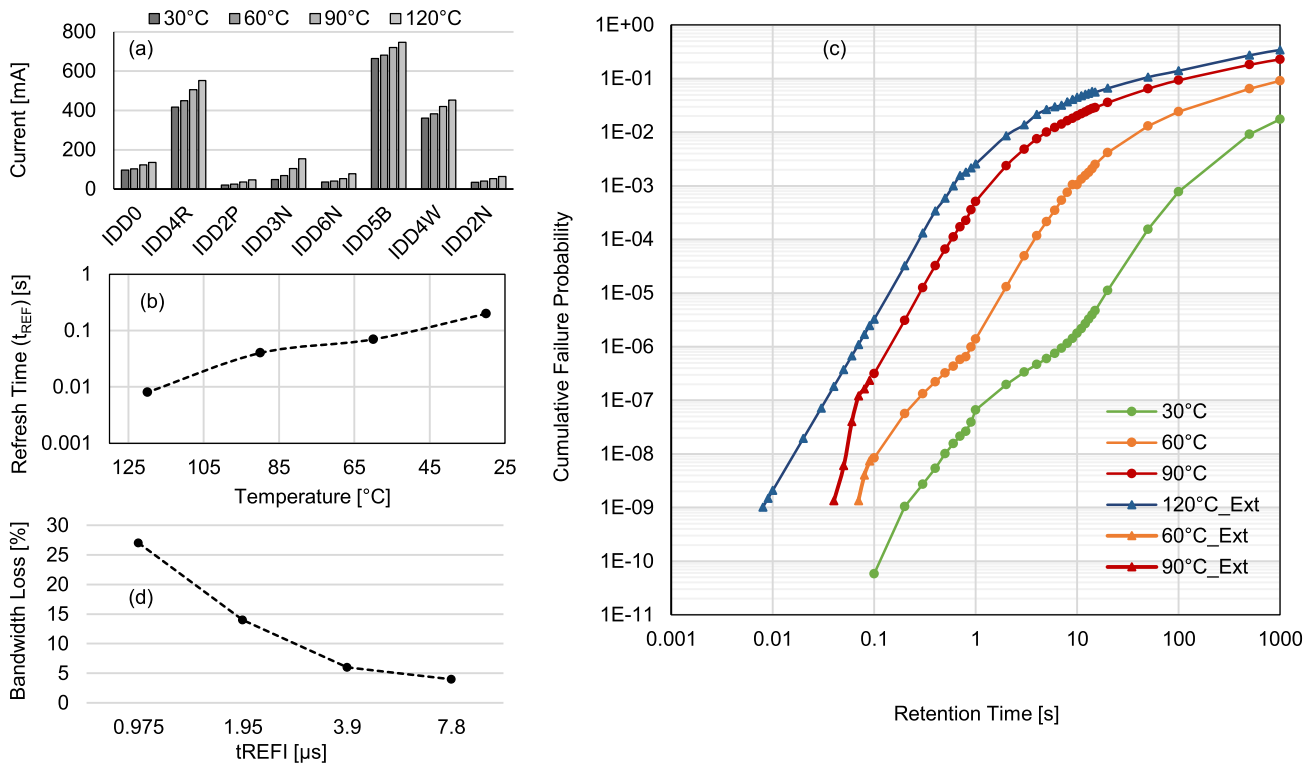 30°C 60°C 90°C 120°C
(a)
Current [mA]
800
600
400
200
0
IDD0
IDD4R
IDD2P
IDD3N
IDD6N
IDD5B
IDD4W
IDD2N
(b)
Refresh Time (tREF) [s]
1
0.1
0.01
0.001
125 105 85 65 45 25
Temperature [°C]
(d)
Bandwidth Loss [%]
30
25
20
15
10
5
0
0.975 1.95 3.9 7.8
tREFI [µs]
(c)
Cumulative Failure Probability
1E+00
1E-01
1E-02
1E-03
1E-04
1E-05
1E-06
1E-07
1E-08
1E-09
1E-10
1E-11
30°C
60°C
90°C
120°C_Ext
60°C_Ext
90°C_Ext
0.001 0.01 0.1 1 10 100 1000
Retention Time [s]